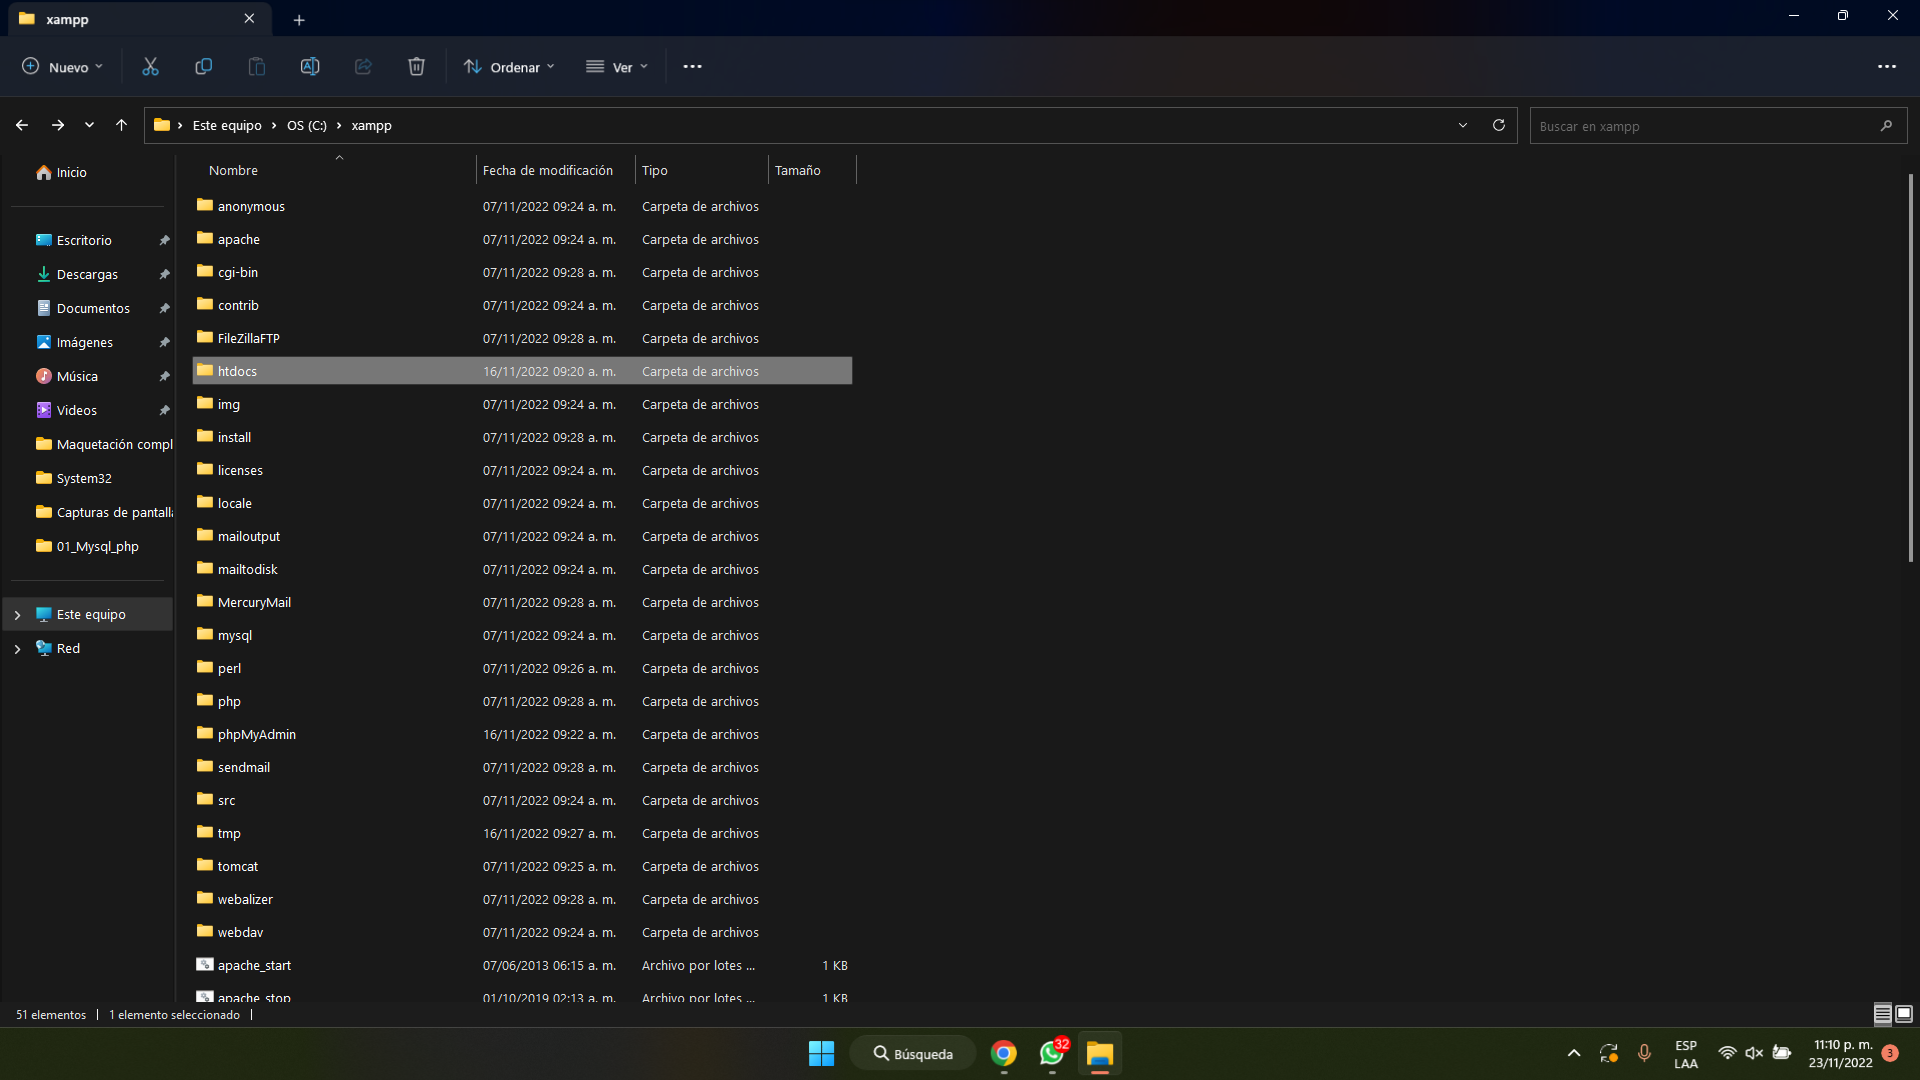 xampp
Nuevo
Ordenar
Ver
Este equipo
OS (C:)
xampp
Buscar en xampp
Inicio
Escritorio
Descargas
Documentos
Imágenes
Música
Videos
Maquetación compl
System32
Capturas de pantalla
01_Mysql_php
Este equipo
Red
Nombre Fecha de modificación Tipo Tamaño
anonymous 07/11/2022 09:24 a. m. Carpeta de archivos
apache 07/11/2022 09:24 a. m. Carpeta de archivos
cgi-bin 07/11/2022 09:28 a. m. Carpeta de archivos
contrib 07/11/2022 09:24 a. m. Carpeta de archivos
FileZillaFTP 07/11/2022 09:28 a. m. Carpeta de archivos
htdocs 16/11/2022 09:20 a. m. Carpeta de archivos
img 07/11/2022 09:24 a. m. Carpeta de archivos
install 07/11/2022 09:28 a. m. Carpeta de archivos
licenses 07/11/2022 09:24 a. m. Carpeta de archivos
locale 07/11/2022 09:24 a. m. Carpeta de archivos
mailoutput 07/11/2022 09:24 a. m. Carpeta de archivos
mailtodisk 07/11/2022 09:24 a. m. Carpeta de archivos
MercuryMail 07/11/2022 09:28 a. m. Carpeta de archivos
mysql 07/11/2022 09:24 a. m. Carpeta de archivos
perl 07/11/2022 09:26 a. m. Carpeta de archivos
php 07/11/2022 09:28 a. m. Carpeta de archivos
phpMyAdmin 16/11/2022 09:22 a. m. Carpeta de archivos
sendmail 07/11/2022 09:28 a. m. Carpeta de archivos
src 07/11/2022 09:24 a. m. Carpeta de archivos
tmp 16/11/2022 09:27 a. m. Carpeta de archivos
tomcat 07/11/2022 09:25 a. m. Carpeta de archivos
webalizer 07/11/2022 09:28 a. m. Carpeta de archivos
webdav 07/11/2022 09:24 a. m. Carpeta de archivos
apache_start 07/06/2013 06:15 a. m. Archivo por lotes ... 1 KB
apache_stop 01/10/2019 02:13 a. m. Archivo por lotes ... 1 KB
51 elementos
1 elemento seleccionado
Búsqueda
32
ESP
LAA
11:10 p. m.
23/11/2022
3